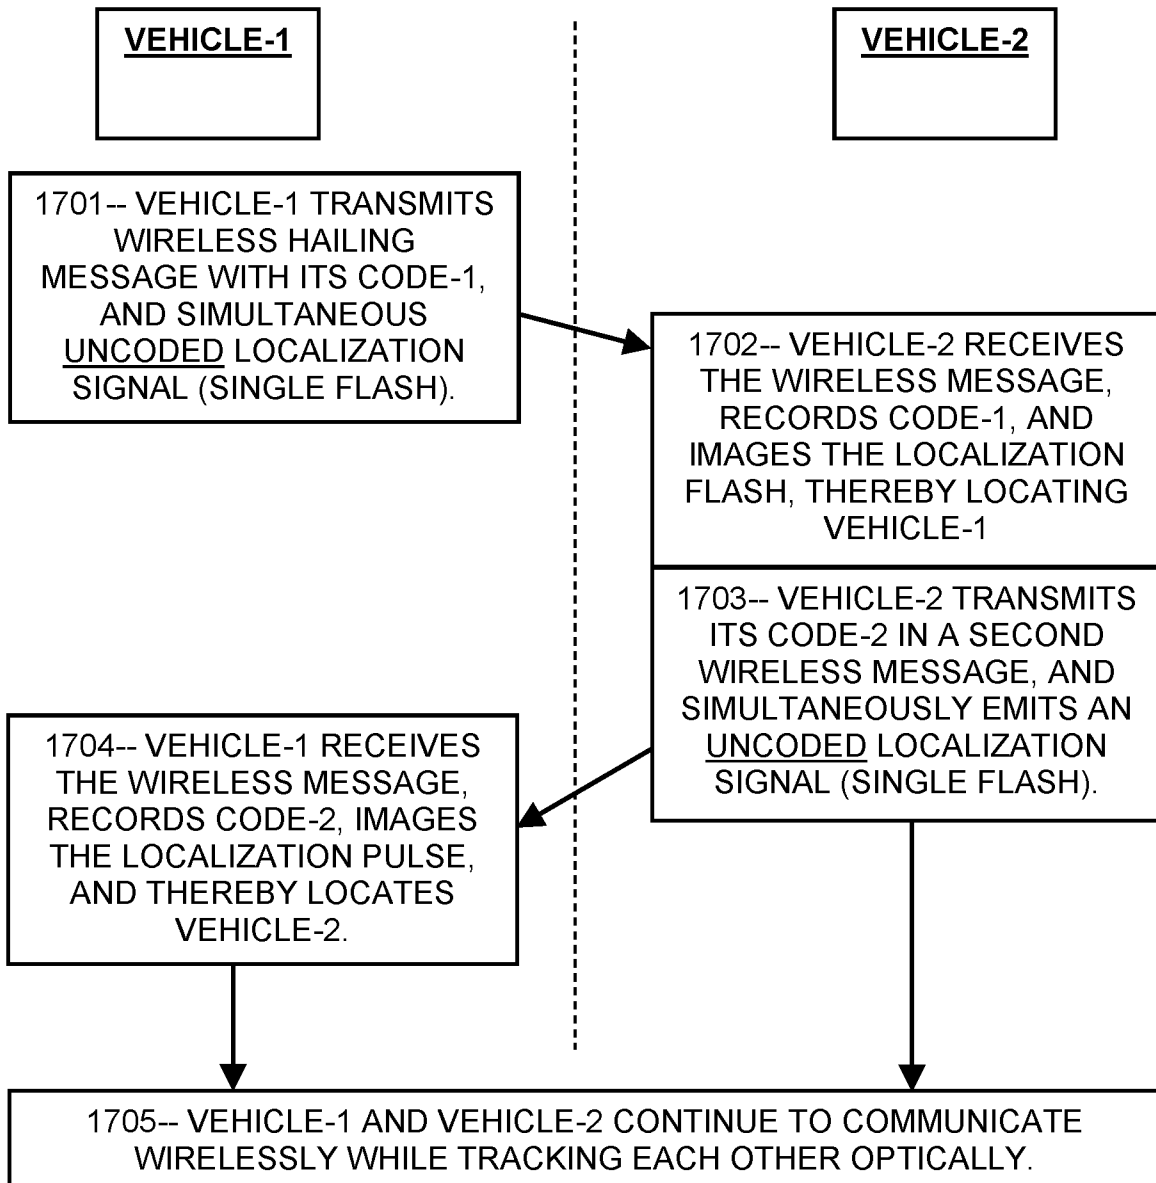 VEHICLE-1
VEHICLE-2
1701-- VEHICLE-1 TRANSMITS
WIRELESS HAILING
MESSAGE WITH ITS CODE-1,
AND SIMULTANEOUS
UNCODED LOCALIZATION
SIGNAL (SINGLE FLASH).
1702-- VEHICLE-2 RECEIVES
THE WIRELESS MESSAGE,
RECORDS CODE-1, AND
IMAGES THE LOCALIZATION
FLASH, THEREBY LOCATING
VEHICLE-1
1703-- VEHICLE-2 TRANSMITS
ITS CODE-2 IN A SECOND
WIRELESS MESSAGE, AND
SIMULTANEOUSLY EMITS AN
UNCODED LOCALIZATION
SIGNAL (SINGLE FLASH).
1704-- VEHICLE-1 RECEIVES
THE WIRELESS MESSAGE,
RECORDS CODE-2, IMAGES
THE LOCALIZATION PULSE,
AND THEREBY LOCATES
VEHICLE-2.
1705-- VEHICLE-1 AND VEHICLE-2 CONTINUE TO COMMUNICATE
WIRELESSLY WHILE TRACKING EACH OTHER OPTICALLY.